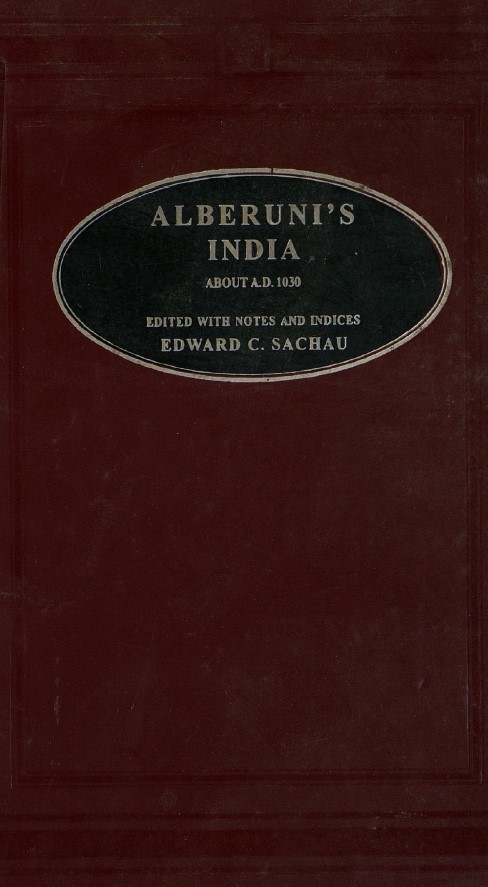 ALBERUNI'S
INDIA
ABOUT A.D. 1030
EDITED WITH NOTES AND INDICES
EDWARD C. SACHAU